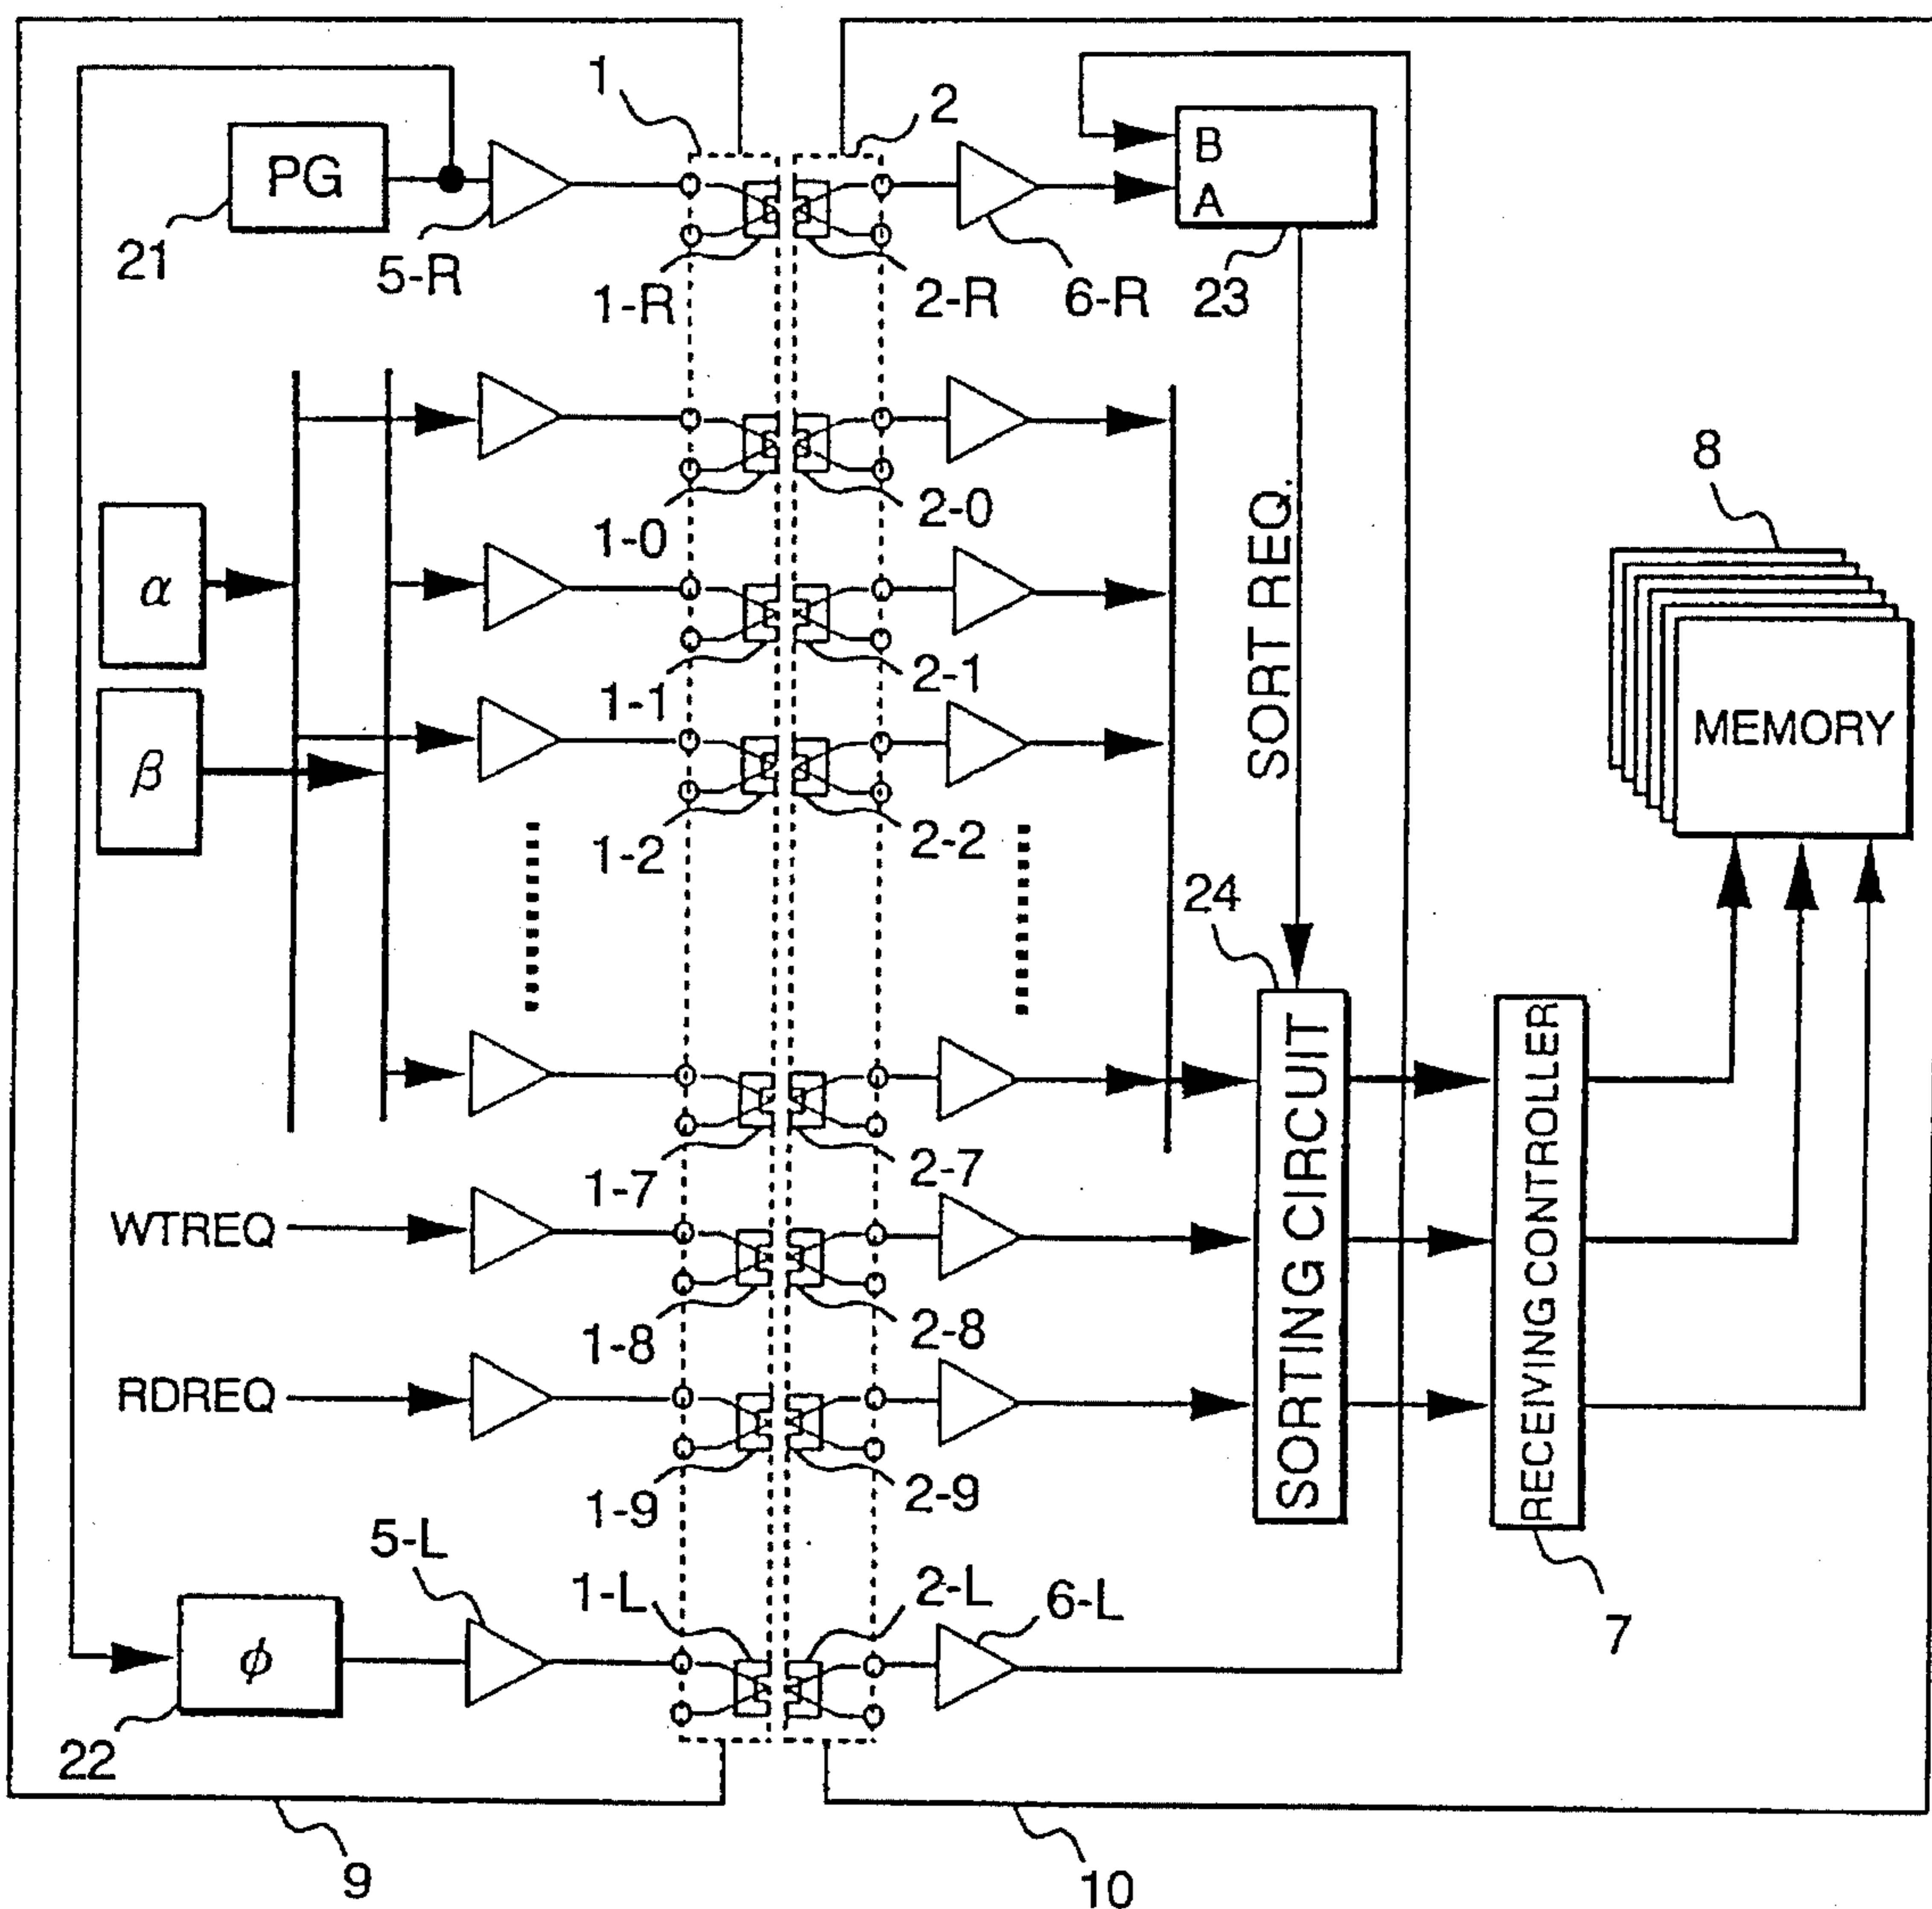 1
2
PG
B
A
21
5-R
1-R
2-R
6-R
23
1-0
2-0
SORT REQ.
8
α
1-1
2-1
MEMORY
β
1-2
2-2
24
SORTING CIRCUIT
RECEIVING CONTROLLER
1-7
2-7
WTREQ
1-8
2-8
RDREQ
1-9
2-9
5-L
1-L
2-L
6-L
7
ϕ
22
9
10